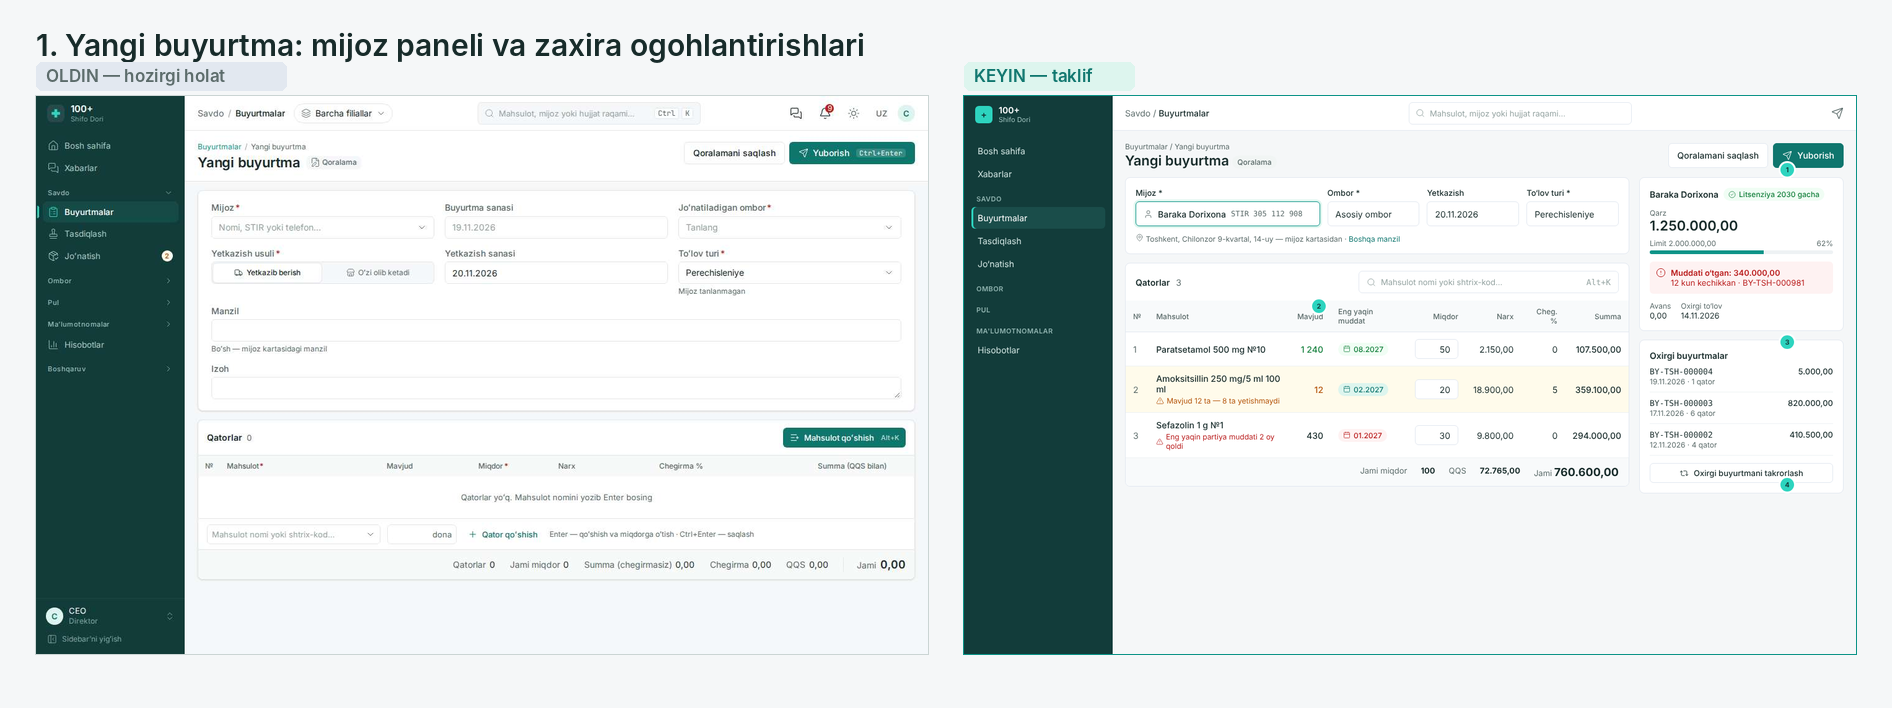 1. Yangi buyurtma: mijoz paneli va zaxira ogohlantirishlari
OLDIN — hozirgi holat
100+
Shifo Dori
Bosh sahifa
Xabarlar
Savdo
Buyurtmalar
Tasdiqlash
Jo'natish 2
Ombor
Pul
Ma'lumotnomalar
Hisobotlar
Boshqaruv
CEO
Direktor
Sidebar'ni yig'ish
Savdo / Buyurtmalar Barcha filiallar Mahsulot, mijoz yoki hujjat raqami... Ctrl K 9 UZ C
Buyurtmalar / Yangi buyurtma
Yangi buyurtma Qoralama Qoralamani saqlash Yuborish Ctrl+Enter
Mijoz* Buyurtma sanasi Jo'natiladigan ombor*
Nomi, STIR yoki telefon... 19.11.2026 Tanlang
Yetkazish usuli* Yetkazish sanasi To'lov turi*
Yetkazib berish O'zi olib ketadi 20.11.2026 Perechisleniye
Mijoz tanlanmagan
Manzil
Bo'sh — mijoz kartasidagi manzil
Izoh
Qatorlar 0 Mahsulot qo'shish Alt+K
№ Mahsulot* Mavjud Miqdor* Narx Chegirma % Summa (QQS bilan)
Qatorlar yo'q. Mahsulot nomini yozib Enter bosing
Mahsulot nomi yoki shtrix-kod... dona + Qator qo'shish Enter — qo'shish va miqdorga o'tish · Ctrl+Enter — saqlash
Qatorlar 0 Jami miqdor 0 Summa (chegirmasiz) 0,00 Chegirma 0,00 QQS 0,00 Jami 0,00
KEYIN — taklif
100+
Shifo Dori
Bosh sahifa
Xabarlar
SAVDO
Buyurtmalar
Tasdiqlash
Jo'natish
OMBOR
PUL
MA'LUMOTNOMALAR
Hisobotlar
Savdo / Buyurtmalar Mahsulot, mijoz yoki hujjat raqami...
Buyurtmalar / Yangi buyurtma
Yangi buyurtma Qoralama Qoralamani saqlash Yuborish
1
Mijoz * Ombor * Yetkazish To'lov turi *
Baraka Dorixona STIR 305 112 908 Asosiy ombor 20.11.2026 Perechisleniye
Toshkent, Chilonzor 9-kvartal, 14-uy — mijoz kartasidan · Boshqa manzil
Qatorlar 3 Mahsulot nomi yoki shtrix-kod... Alt+K
2
№ Mahsulot Mavjud Eng yaqin muddat Miqdor Narx Cheg. % Summa
1 Paratsetamol 500 mg №10 1 240 08.2027 50 2.150,00 0 107.500,00
2 Amoksitsillin 250 mg/5 ml 100 ml 12 02.2027 20 18.900,00 5 359.100,00
Mavjud 12 ta — 8 ta yetishmaydi
3 Sefazolin 1 g №1 430 01.2027 30 9.800,00 0 294.000,00
Eng yaqin partiya muddati 2 oy qoldi
Jami miqdor 100 QQS 72.765,00 Jami 760.600,00
Baraka Dorixona Litsenziya 2030 gacha
Qarz
1.250.000,00
Limit 2.000.000,00 62%
Muddati o'tgan: 340.000,00
12 kun kechikkan · BY-TSH-000981
Avans Oxirgi to'lov
0,00 14.11.2026
3
Oxirgi buyurtmalar
BY-TSH-000004 5.000,00
19.11.2026 · 1 qator
BY-TSH-000003 820.000,00
17.11.2026 · 6 qator
BY-TSH-000002 410.500,00
12.11.2026 · 4 qator
Oxirgi buyurtmani takrorlash
4